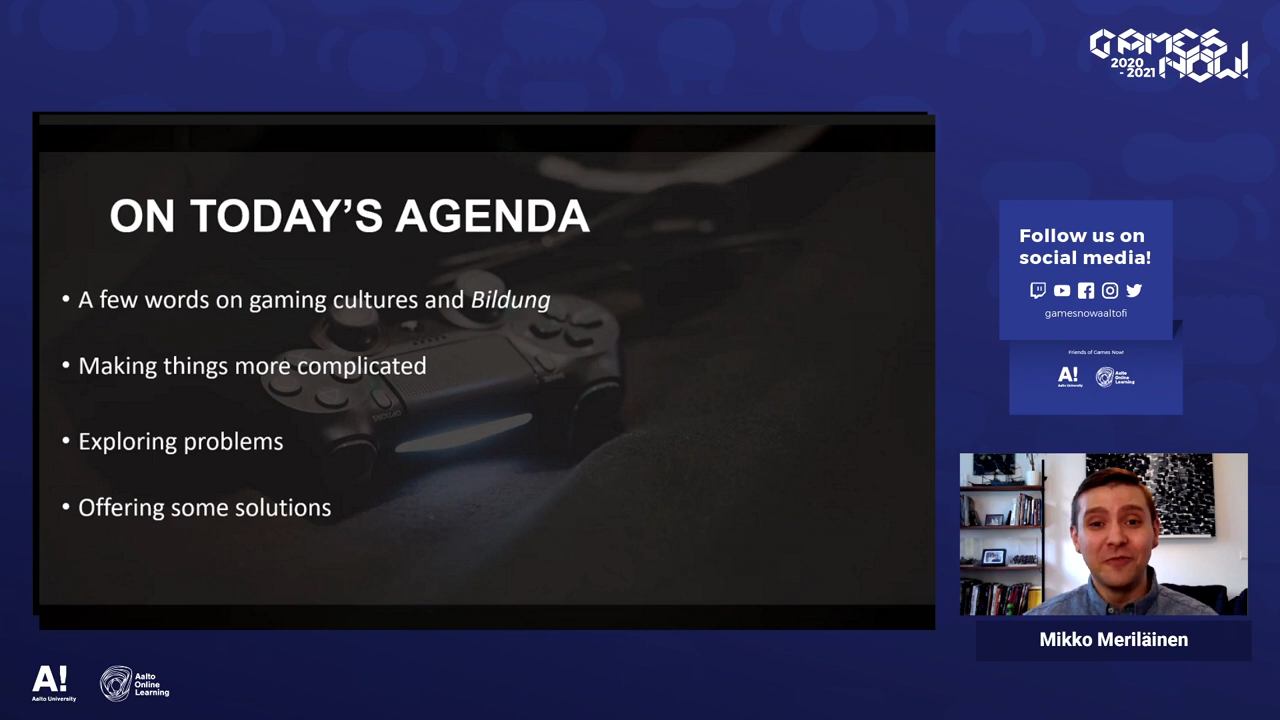 GAMES
NOW!
2020
- 2021
ON TODAY'S AGENDA
• A few words on gaming cultures and Bildung
• Making things more complicated
• Exploring problems
• Offering some solutions
OPTIONS
Follow us on
social media!
gamesnowaaltofi
Friends of Games Now!
A!
Aalto University
Aalto
Online
Learning
Mikko Meriläinen
A!
Aalto University
Aalto
Online
Learning